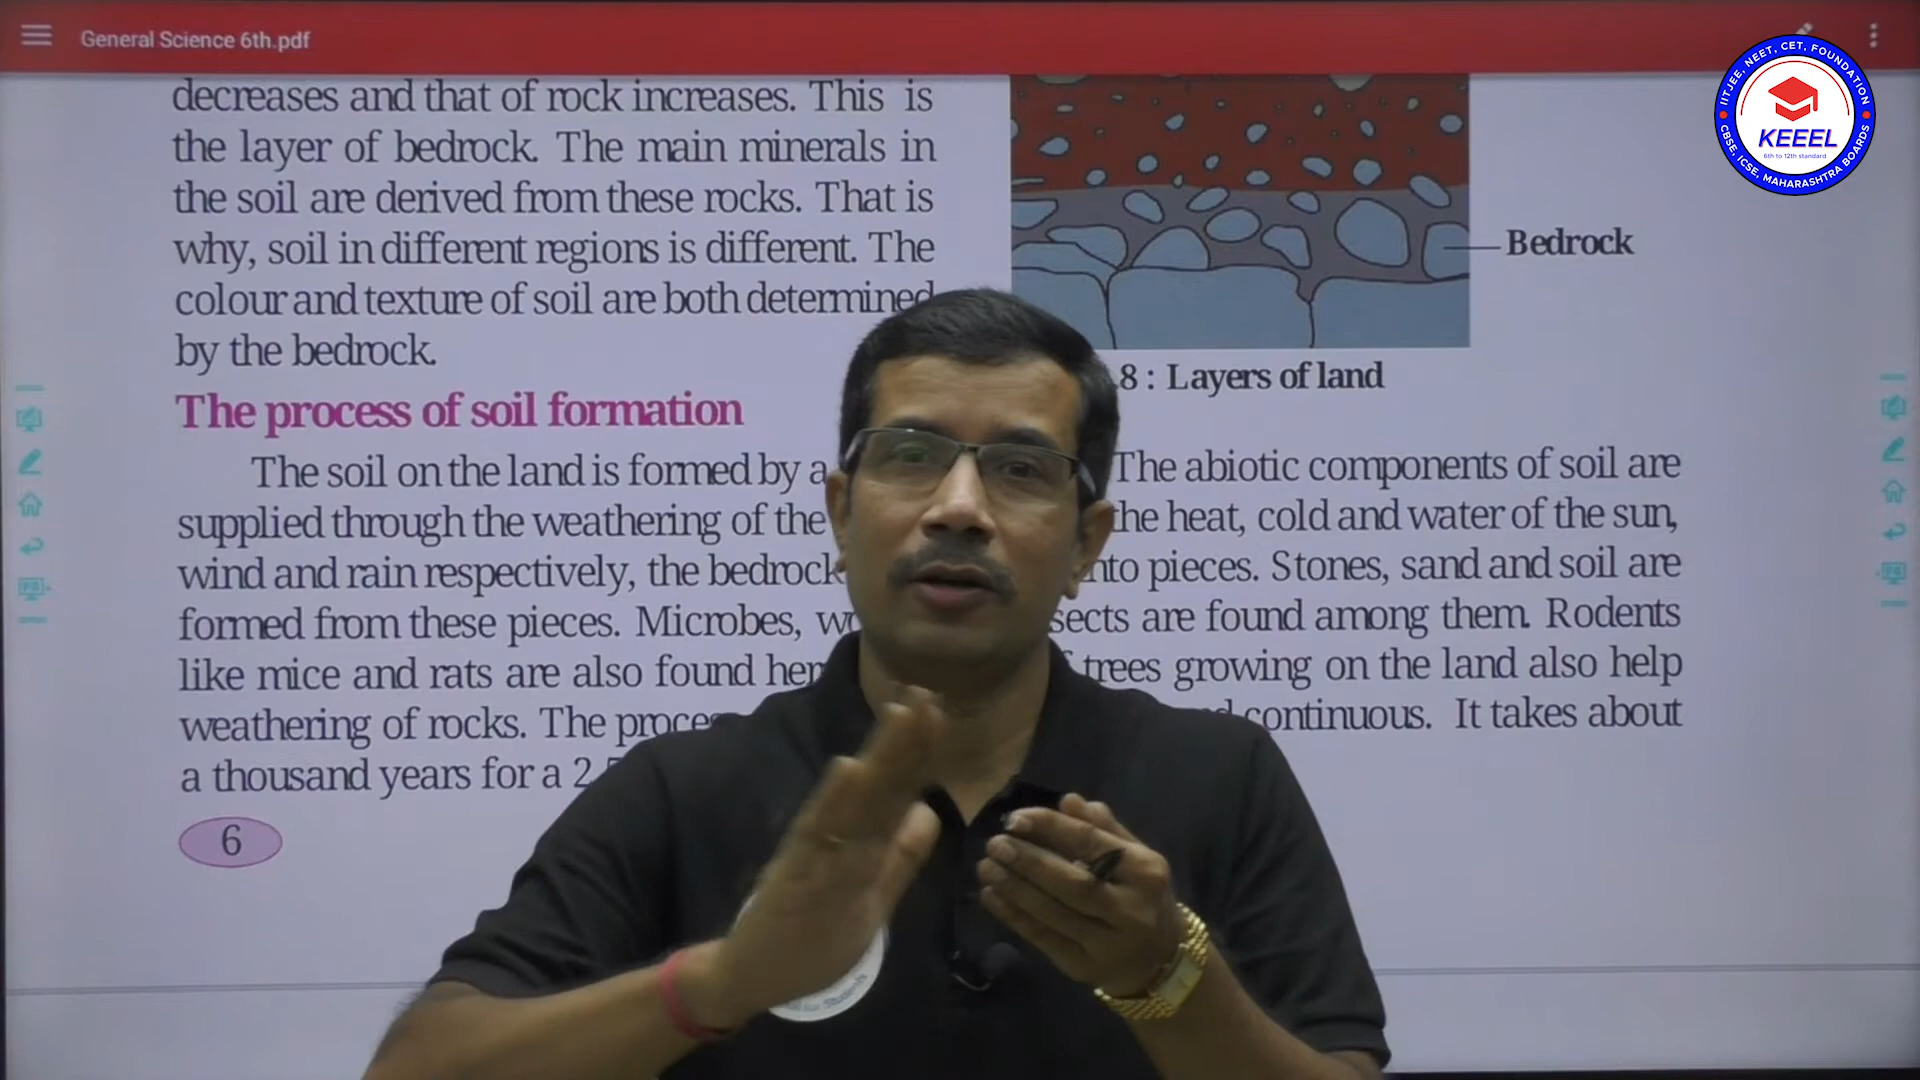 General Science 6th.pdf
decreases and that of rock increases. This is
the layer of bedrock. The main minerals in
the soil are derived from these rocks. That is
why, soil in different regions is different. The
colour and texture of soil are both determined
by the bedrock.
Bedrock
.8 : Layers of land
The process of soil formation
The soil on the land is formed by a The abiotic components of soil are
supplied through the weathering of the the heat, cold and water of the sun,
wind and rain respectively, the bedrock into pieces. Stones, sand and soil are
formed from these pieces. Microbes, are found among them. Rodents
like mice and rats are also found trees growing on the land also help
weathering of rocks. The continuous. It takes about
a thousand years for a 2.
6
IITJEE, NEET, CET, FOUNDATION
KEEEL
6th to 12th standard
CBSE, ICSE, MAHARASHTRA BOARDS
for Students